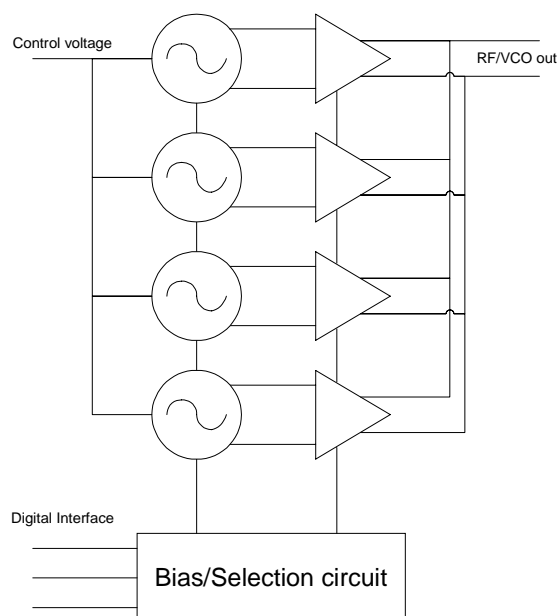 Control voltage
RF/VCO out
Digital Interface
Bias/Selection circuit